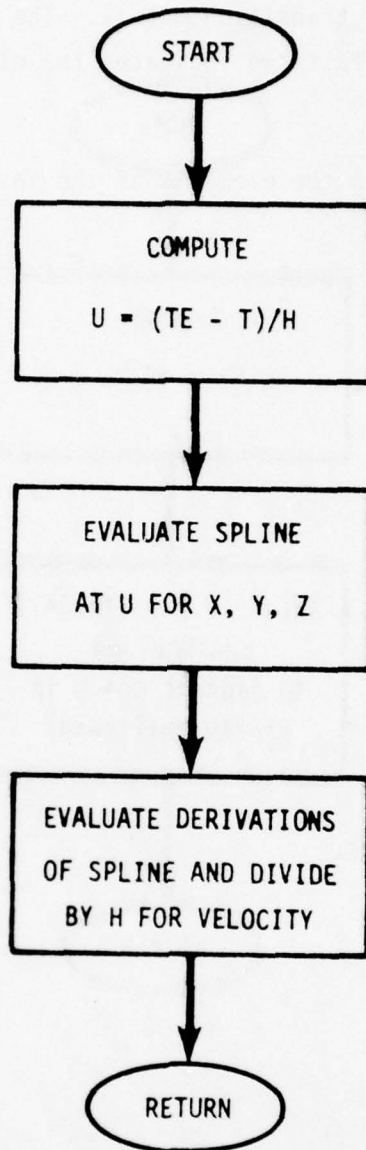 START
COMPUTE
U = (TE - T)/H
EVALUATE SPLINE
AT U FOR X, Y, Z
EVALUATE DERIVATIONS
OF SPLINE AND DIVIDE
BY H FOR VELOCITY
RETURN